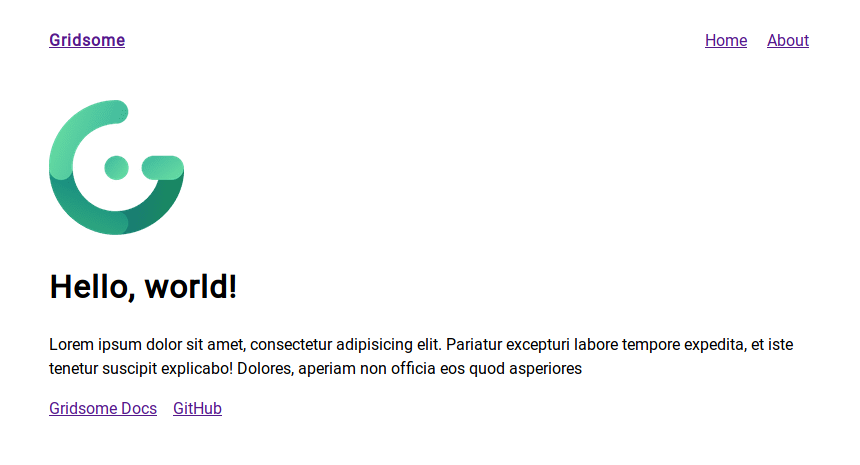 Gridsome
Home About
Hello, world!
Lorem ipsum dolor sit amet, consectetur adipisicing elit. Pariatur excepturi labore tempore expedita, et iste
tenetur suscipit explicabo! Dolores, aperiam non officia eos quod asperiores
Gridsome Docs GitHub